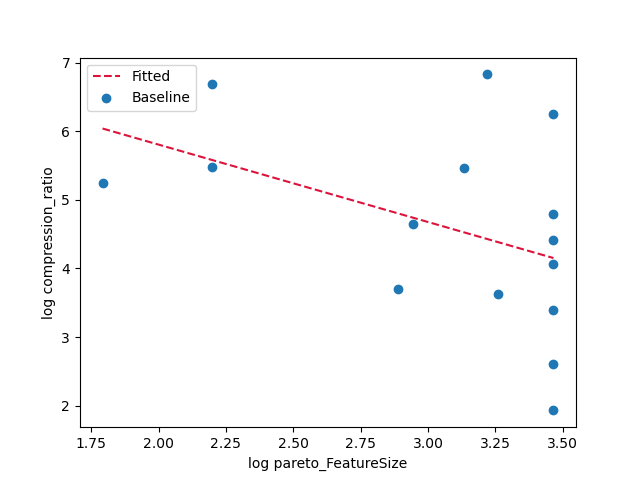 Fitted
Baseline
7
6
5
4
3
2
log compression_ratio
1.75 2.00 2.25 2.50 2.75 3.00 3.25 3.50
log pareto_FeatureSize